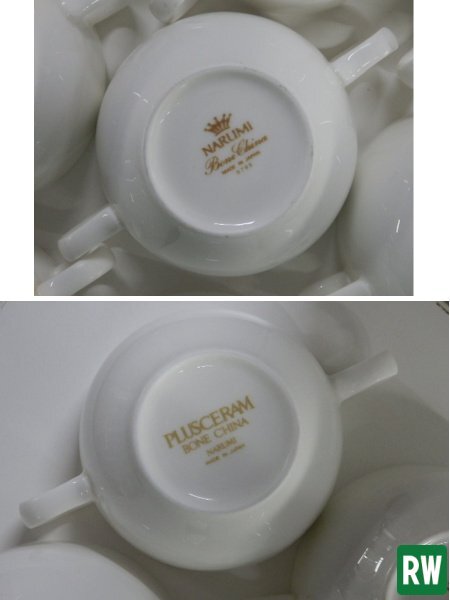 NARUMI
Bone China
MADE IN JAPAN
PLUSCERAM
BONE CHINA
NARUMI
MADE IN JAPAN
RW